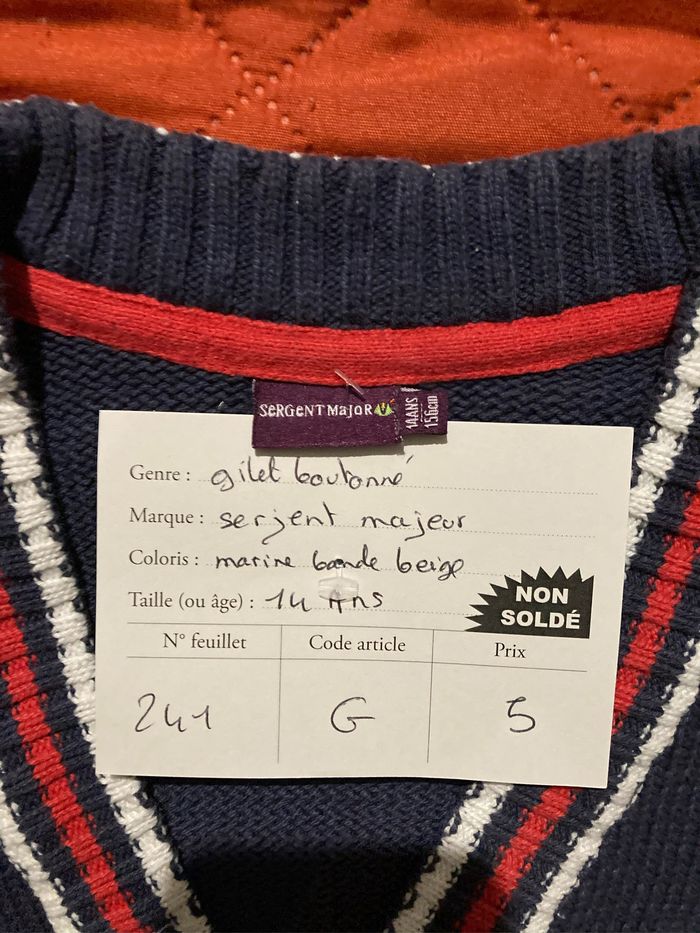 SERGENT MAJOR
14ANS
156cm
Genre : gilet boutonné
Marque : serjent majeur
Coloris : marine bande beige
Taille (ou âge) : 14 Ans
NON
SOLDÉ
N° feuillet Code article Prix
241 G 5